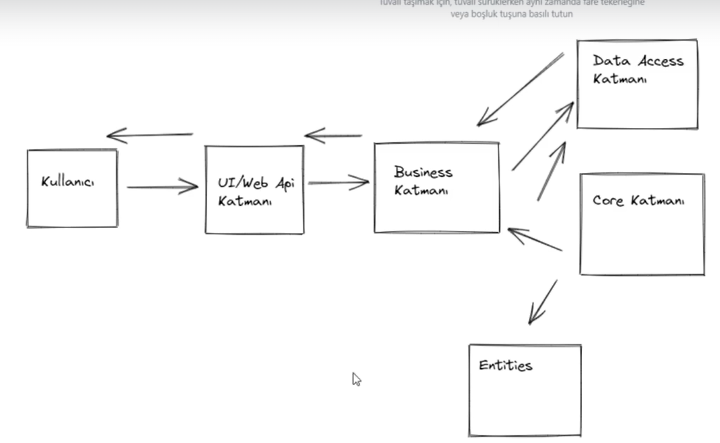 Tuvali taşımak için, tuvali sürüklerken aynı zamanda fare tekerleğine
veya boşluk tuşuna basılı tutun
Data Access
Katmanı
Kullanıcı
UI/Web Api
Katmanı
Business
Katmanı
Core Katmanı
Entities